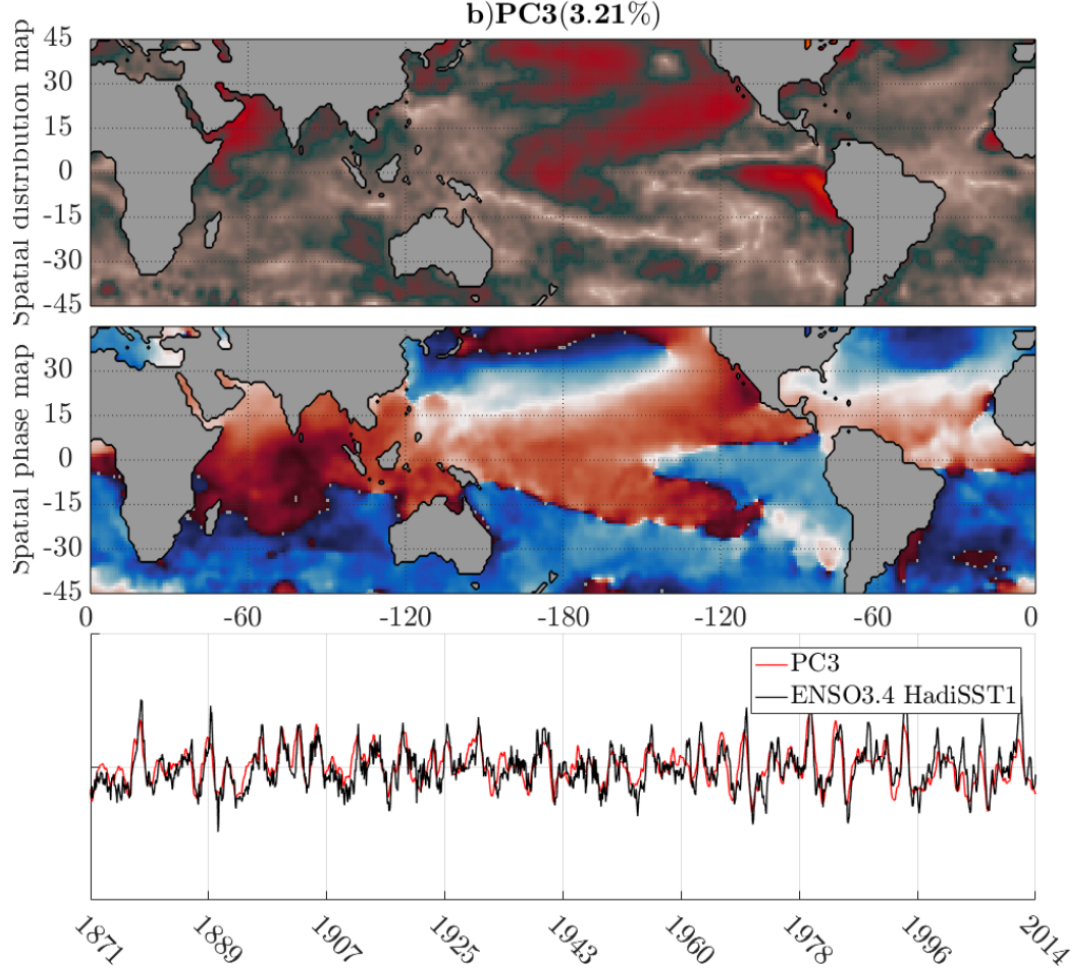 b)PC3(3.21%)
Spatial distribution map
45
30
15
0
-15
-30
-45
Spatial phase map
30
15
0
-15
-30
-45
0 -60 -120 -180 -120 -60 0
PC3
ENSO3.4 HadiSST1
1871 1889 1907 1925 1943 1960 1978 1996 2014